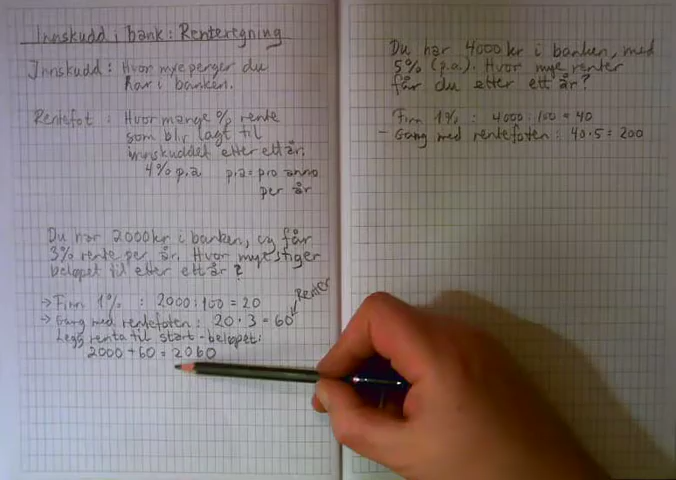 Innskudd i bank: Renteregning
Innskudd: Hvor mye penger du
har i banken.
Rentefot: Hvor mange % rente
som blir lagt til
innskuddet etter ett år.
4% p.a p.a = pro anno
per år
Du har 2000kr i banken, og får
3% rente per år. Hvor mye stiger
beløpet til etter ett år?
→ Finn 1% : 2000:100 = 20
→ Gang med rentefoten: 20·3 = 60
Renter
Legg renta til start-beløpet:
2000 + 60 = 2060
Du har 4000kr i banken, med
5% (p.a). Hvor mye renter
får du etter ett år?
Finn 1% : 4000:100 = 40
- Gang med rentefoten: 40·5 = 200